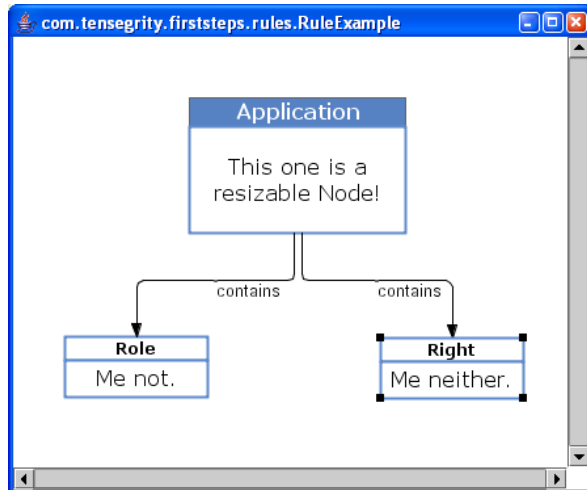 com.tensegrity.firststeps.rules.RuleExample
Application
This one is a
resizable Node!
contains
contains
Role
Me not.
Right
Me neither.